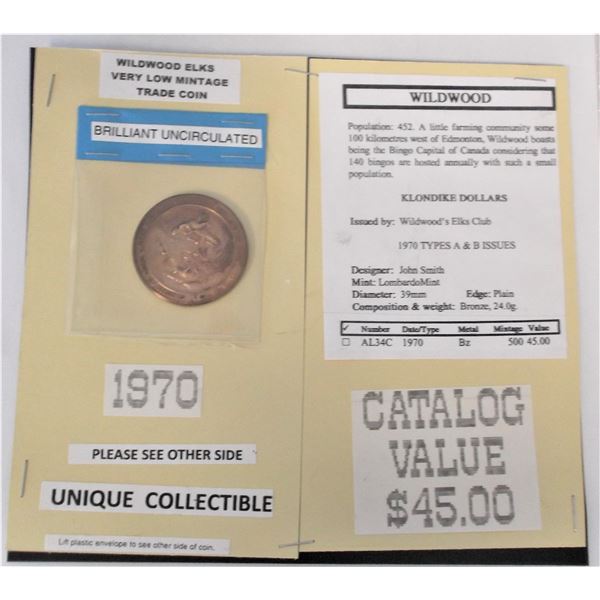 WILDWOOD ELKS
VERY LOW MINTAGE
TRADE COIN
BRILLIANT UNCIRCULATED
1970
PLEASE SEE OTHER SIDE
UNIQUE COLLECTIBLE
Lift plastic envelope to see other side of coin.
WILDWOOD
Population: 452. A little farming community some
100 kilometres west of Edmonton, Wildwood boasts
being the Bingo Capital of Canada considering that
140 bingos are hosted annually with such a small
population.
KLONDIKE DOLLARS
Issued by: Wildwood's Elks Club
1970 TYPES A & B ISSUES
Designer: John Smith
Mint: LombardoMint
Diameter: 39mm Edge: Plain
Composition & weight: Bronze, 24.0g.
✓ Number Date/Type Metal Mintage Value
☐ AL34C 1970 Bz 500 45.00
CATALOG
VALUE
$45.00